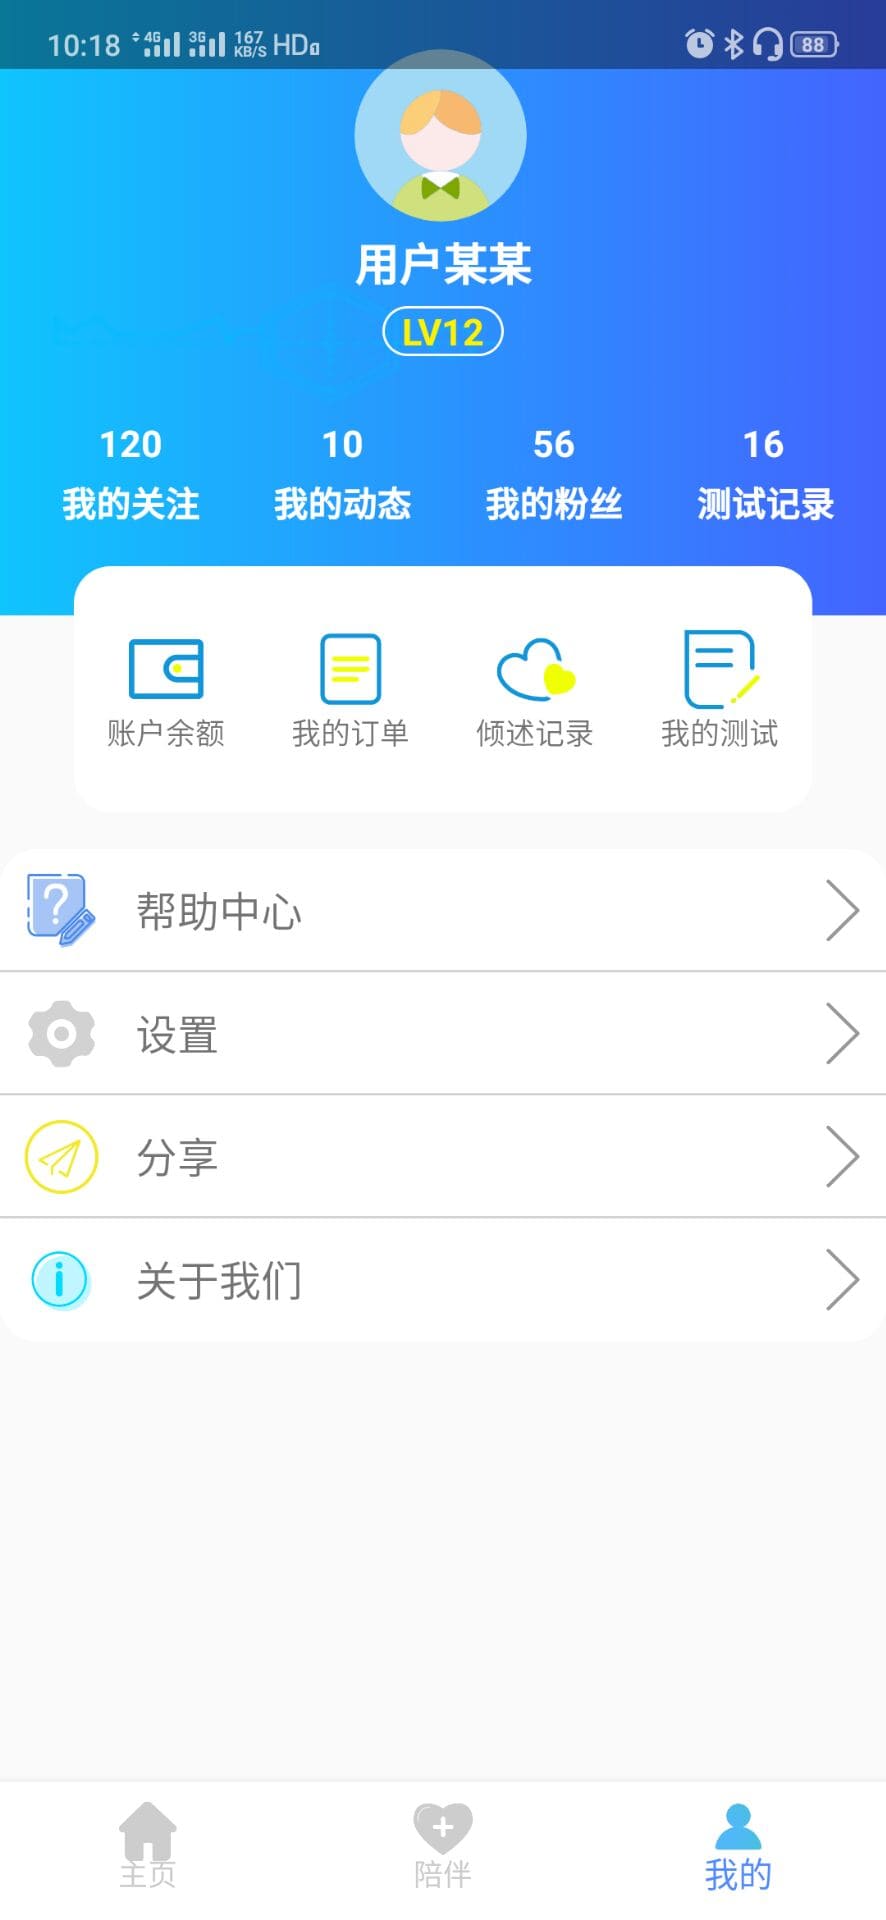 10:18 4G 3G 167 KB/S HD 88
用户某某
LV12
120 10 56 16
我的关注 我的动态 我的粉丝 测试记录
账户余额 我的订单 倾述记录 我的测试
帮助中心
设置
分享
关于我们
主页 陪伴 我的